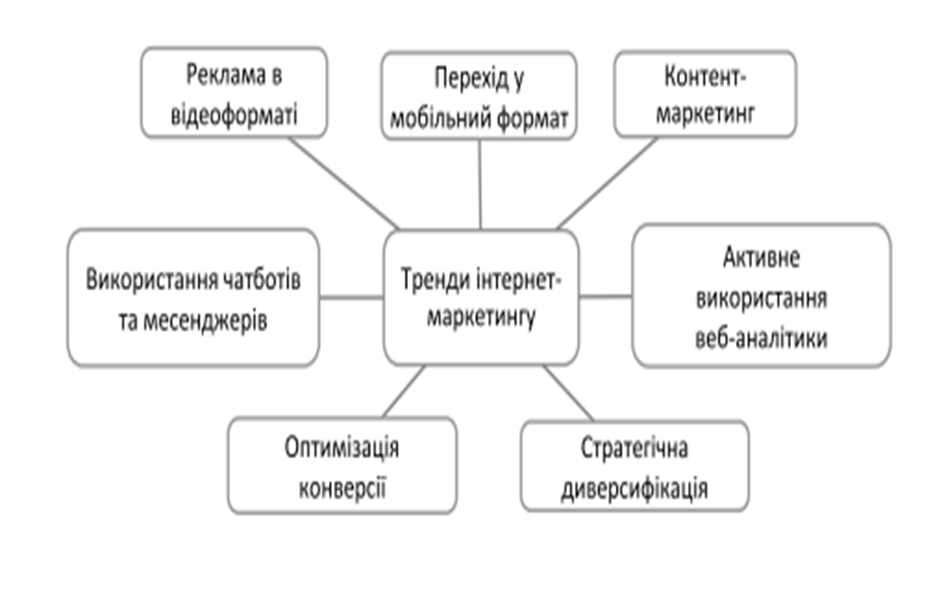 Реклама в
відеоформаті
Перехід у
мобільний формат
Контент-
маркетинг
Використання чатботів
та месенджерів
Тренди інтернет-
маркетингу
Активне
використання
веб-аналітики
Оптимізація
конверсії
Стратегічна
диверсифікація